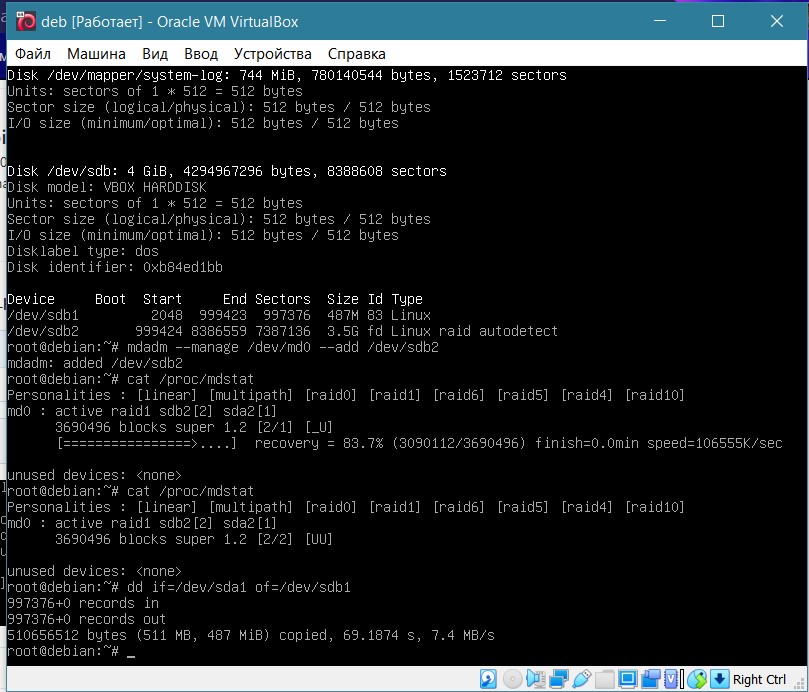 deb [Работает] - Oracle VM VirtualBox
Файл Машина Вид Ввод Устройства Справка
Disk /dev/mapper/system-log: 744 MiB, 780140544 bytes, 1523712 sectors
Units: sectors of 1 * 512 = 512 bytes
Sector size (logical/physical): 512 bytes / 512 bytes
I/O size (minimum/optimal): 512 bytes / 512 bytes
Disk /dev/sdb: 4 GiB, 4294967296 bytes, 8388608 sectors
Disk model: VBOX HARDDISK
Units: sectors of 1 * 512 = 512 bytes
Sector size (logical/physical): 512 bytes / 512 bytes
I/O size (minimum/optimal): 512 bytes / 512 bytes
Disklabel type: dos
Disk identifier: 0xb84ed1bb
Device     Boot  Start     End Sectors  Size Id Type
/dev/sdb1         2048  999423  997376  487M 83 Linux
/dev/sdb2       999424 8386559 7387136  3.5G fd Linux raid autodetect
root@debian:~# mdadm --manage /dev/md0 --add /dev/sdb2
mdadm: added /dev/sdb2
root@debian:~# cat /proc/mdstat
Personalities : [linear] [multipath] [raid0] [raid1] [raid6] [raid5] [raid4] [raid10]
md0 : active raid1 sdb2[2] sda2[1]
      3690496 blocks super 1.2 [2/1] [_U]
      [================>....]  recovery = 83.7% (3090112/3690496) finish=0.0min speed=106555K/sec
unused devices: <none>
root@debian:~# cat /proc/mdstat
Personalities : [linear] [multipath] [raid0] [raid1] [raid6] [raid5] [raid4] [raid10]
md0 : active raid1 sdb2[2] sda2[1]
      3690496 blocks super 1.2 [2/2] [UU]
unused devices: <none>
root@debian:~# dd if=/dev/sda1 of=/dev/sdb1
997376+0 records in
997376+0 records out
510656512 bytes (511 MB, 487 MiB) copied, 69.1874 s, 7.4 MB/s
root@debian:~# _
Right Ctrl